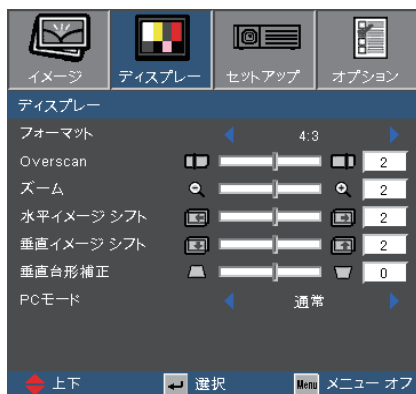 イメージ ディスプレー セットアップ オプション
ディスプレー
フォーマット 4:3
Overscan 2
ズーム 2
水平イメージ シフト 2
垂直イメージ シフト 2
垂直台形補正 0
PCモード 通常
上下 選択 Menu メニュー オフ